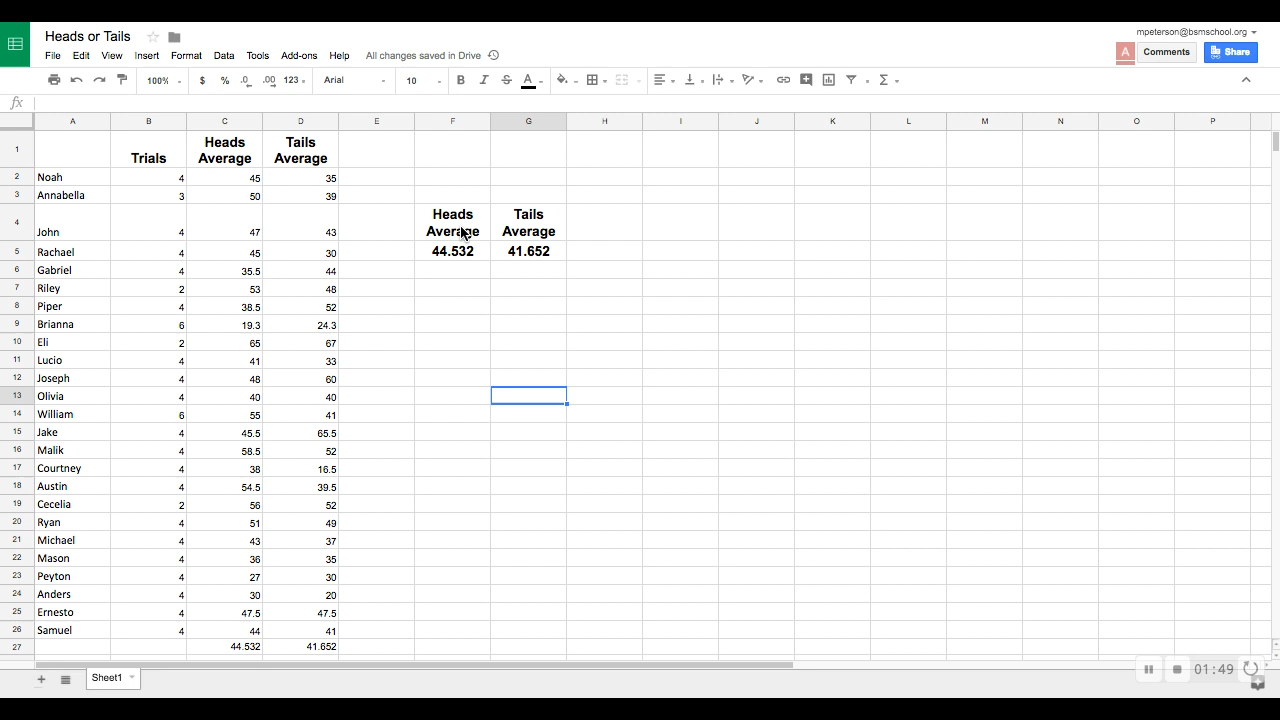 Heads or Tails
mpeterson@bsmschool.org
File Edit View Insert Format Data Tools Add-ons Help All changes saved in Drive
A Comments Share
100% $ % .0 .00 123 Arial 10 B I S A Σ
fx
A B C D E F G H I J K L M N O P
1 Trials Heads Average Tails Average
2 Noah 4 45 35
3 Annabella 3 50 39
4 John 4 47 43 Heads Average Tails Average
5 Rachael 4 45 30 44.532 41.652
6 Gabriel 4 35.5 44
7 Riley 2 53 48
8 Piper 4 38.5 52
9 Brianna 6 19.3 24.3
10 Eli 2 65 67
11 Lucio 4 41 33
12 Joseph 4 48 60
13 Olivia 4 40 40
14 William 6 55 41
15 Jake 4 45.5 65.5
16 Malik 4 58.5 52
17 Courtney 4 38 16.5
18 Austin 4 54.5 39.5
19 Cecelia 2 56 52
20 Ryan 4 51 49
21 Michael 4 43 37
22 Mason 4 36 35
23 Peyton 4 27 30
24 Anders 4 30 20
25 Ernesto 4 47.5 47.5
26 Samuel 4 44 41
27 44.532 41.652
Sheet1
01:49